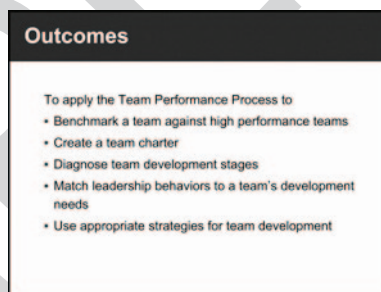 Outcomes
To apply the Team Performance Process to
• Benchmark a team against high performance teams
• Create a team charter
• Diagnose team development stages
• Match leadership behaviors to a team's development
needs
• Use appropriate strategies for team development